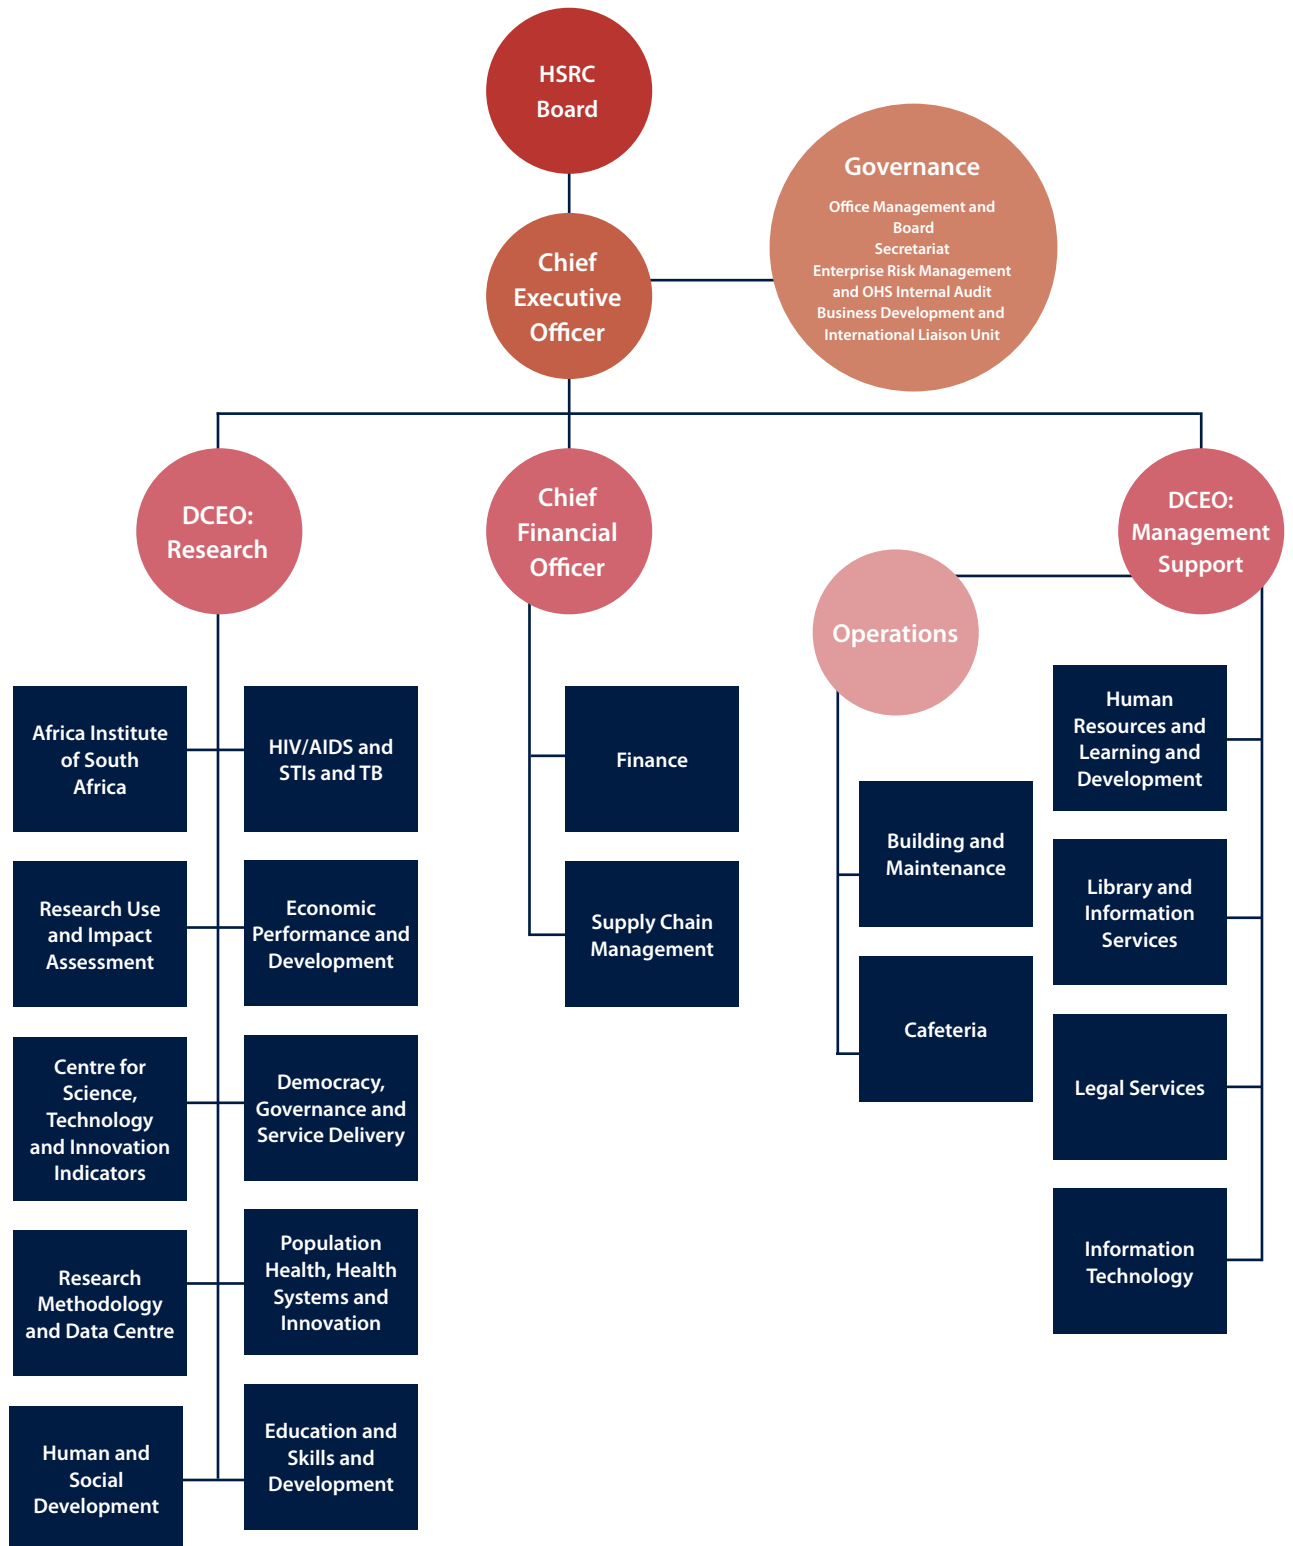 HSRC
Board
Governance
Office Management and
Board
Secretariat
Enterprise Risk Management
and OHS Internal Audit
Business Development and
International Liaison Unit
Chief
Executive
Officer
DCEO:
Research
Chief
Financial
Officer
DCEO:
Management
Support
Operations
Africa Institute
of South
Africa
HIV/AIDS and
STIs and TB
Research Use
and Impact
Assessment
Economic
Performance and
Development
Centre for
Science,
Technology
and Innovation
Indicators
Democracy,
Governance and
Service Delivery
Research
Methodology
and Data Centre
Population
Health, Health
Systems and
Innovation
Human and
Social
Development
Education and
Skills and
Development
Finance
Supply Chain
Management
Building and
Maintenance
Cafeteria
Human
Resources and
Learning and
Development
Library and
Information
Services
Legal Services
Information
Technology